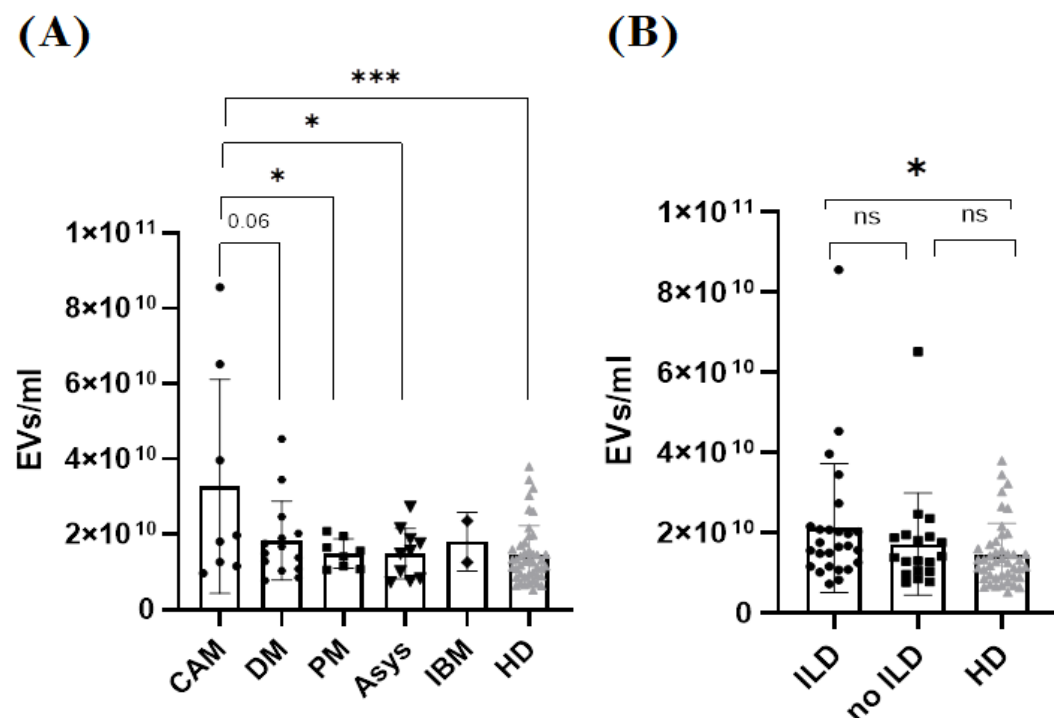 (A)
***
*
*
0.06
1×10¹¹
8×10¹⁰
6×10¹⁰
4×10¹⁰
2×10¹⁰
0
EVs/ml
CAM
DM
PM
Asys
IBM
HD
(B)
*
ns
ns
1×10¹¹
8×10¹⁰
6×10¹⁰
4×10¹⁰
2×10¹⁰
0
EVs/ml
ILD
no ILD
HD